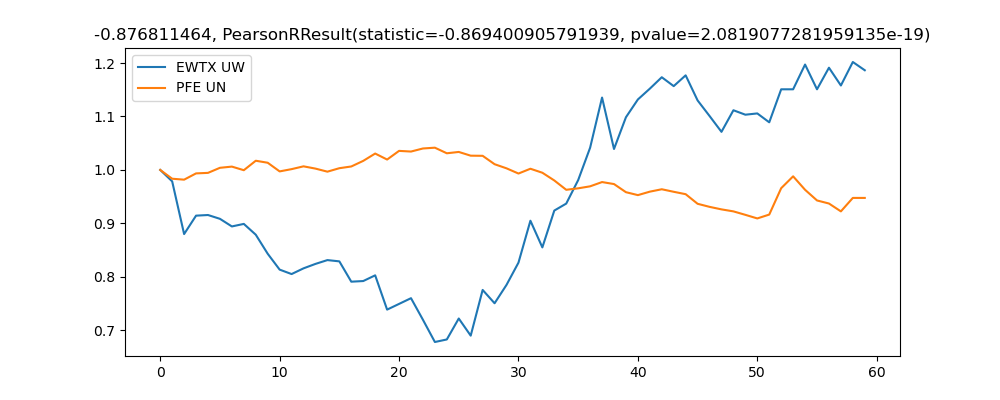 -0.876811464, PearsonRResult(statistic=-0.869400905791939, pvalue=2.0819077281959135e-19)
EWTX UW
PFE UN
1.2
1.1
1.0
0.9
0.8
0.7
0 10 20 30 40 50 60